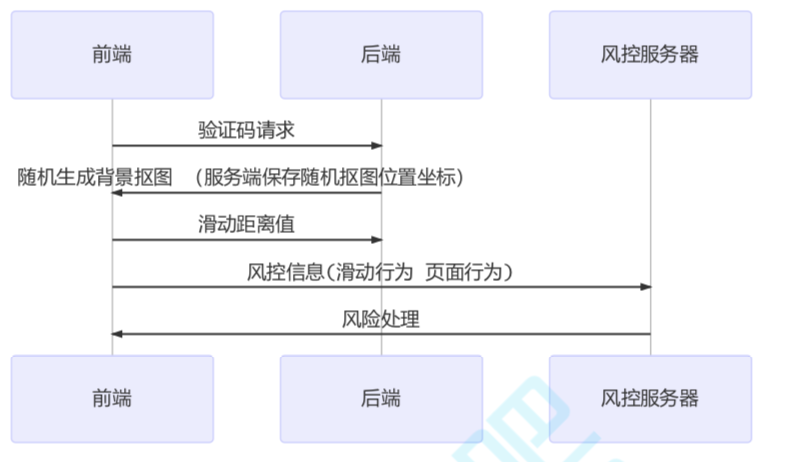 前端
后端
风控服务器
验证码请求
随机生成背景抠图 (服务端保存随机抠图位置坐标)
滑动距离值
风控信息(滑动行为 页面行为)
风险处理
前端
后端
风控服务器
吧